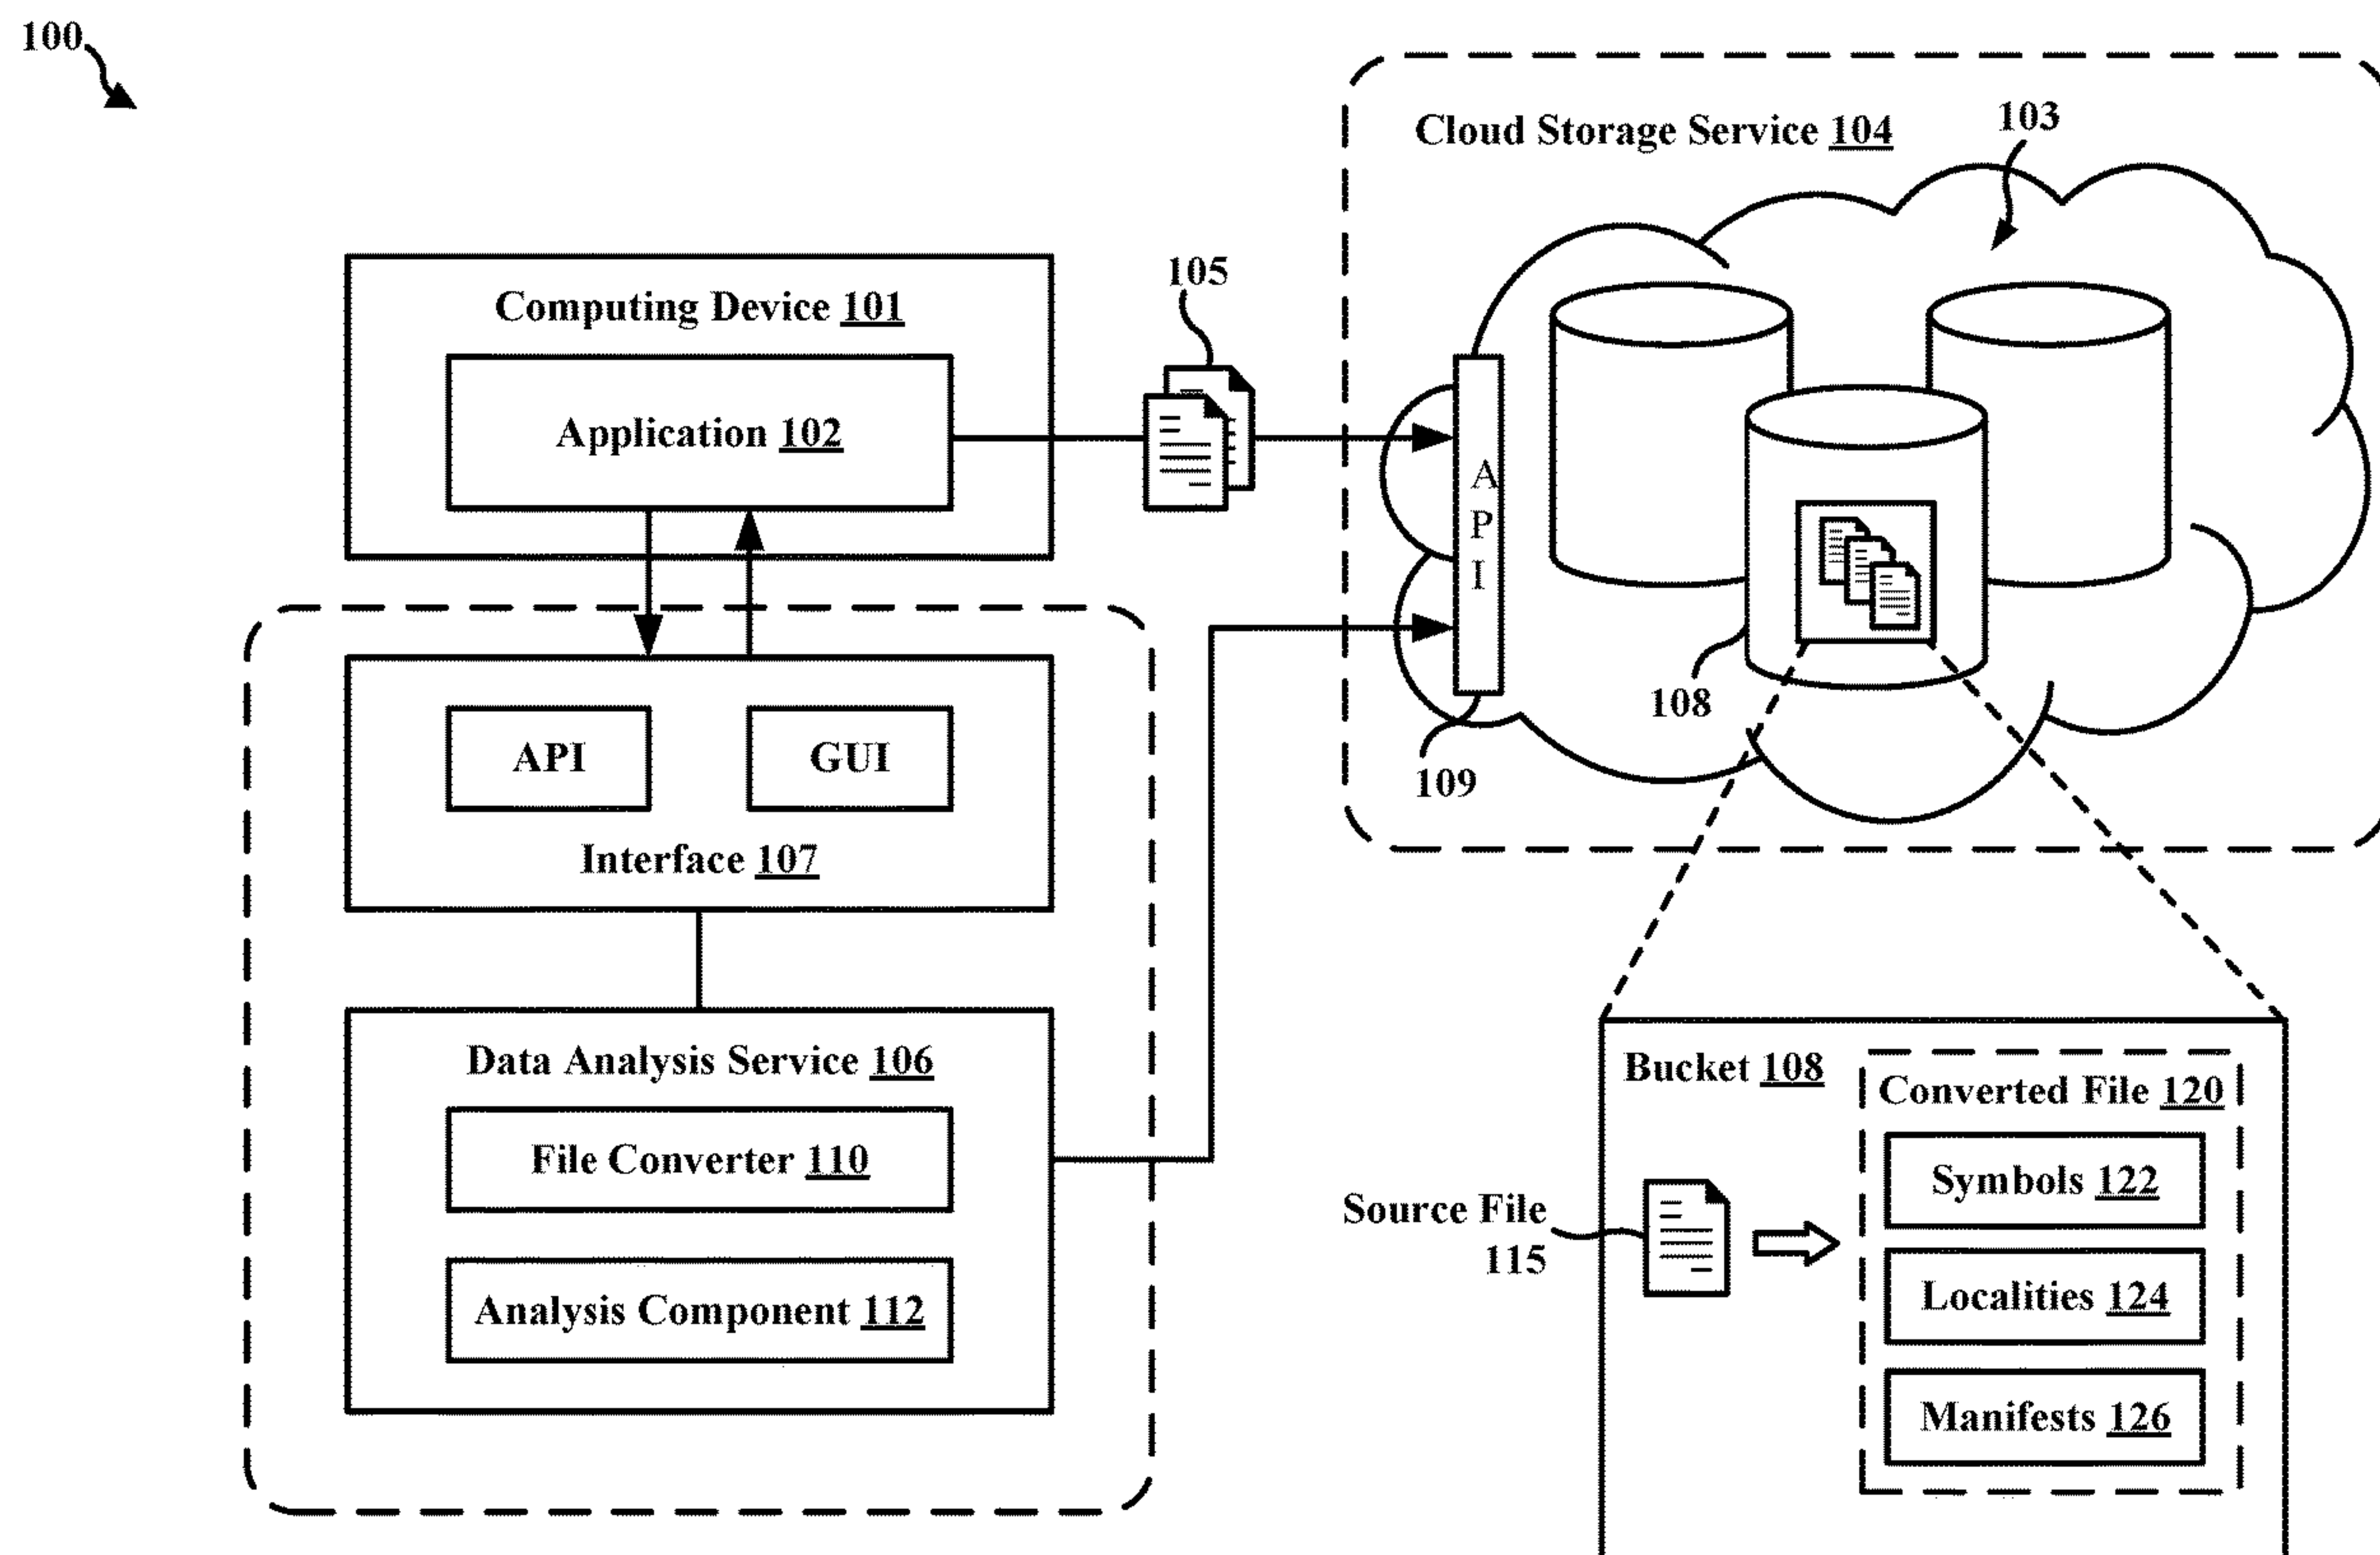 100
Cloud Storage Service 104
103
105
Computing Device 101
Application 102
A
P
I
108
109
API
GUI
Interface 107
Data Analysis Service 106
File Converter 110
Analysis Component 112
Bucket 108
Converted File 120
Symbols 122
Source File
115
Localities 124
Manifests 126